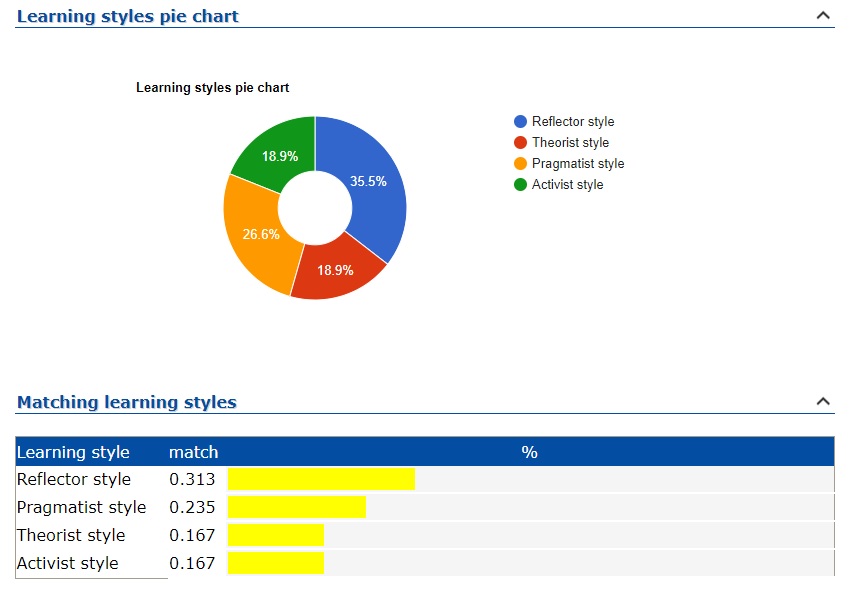 Learning styles pie chart
Learning styles pie chart
Reflector style
Theorist style
Pragmatist style
Activist style
18.9%
35.5%
26.6%
18.9%
Matching learning styles
Learning style match %
Reflector style 0.313
Pragmatist style 0.235
Theorist style 0.167
Activist style 0.167